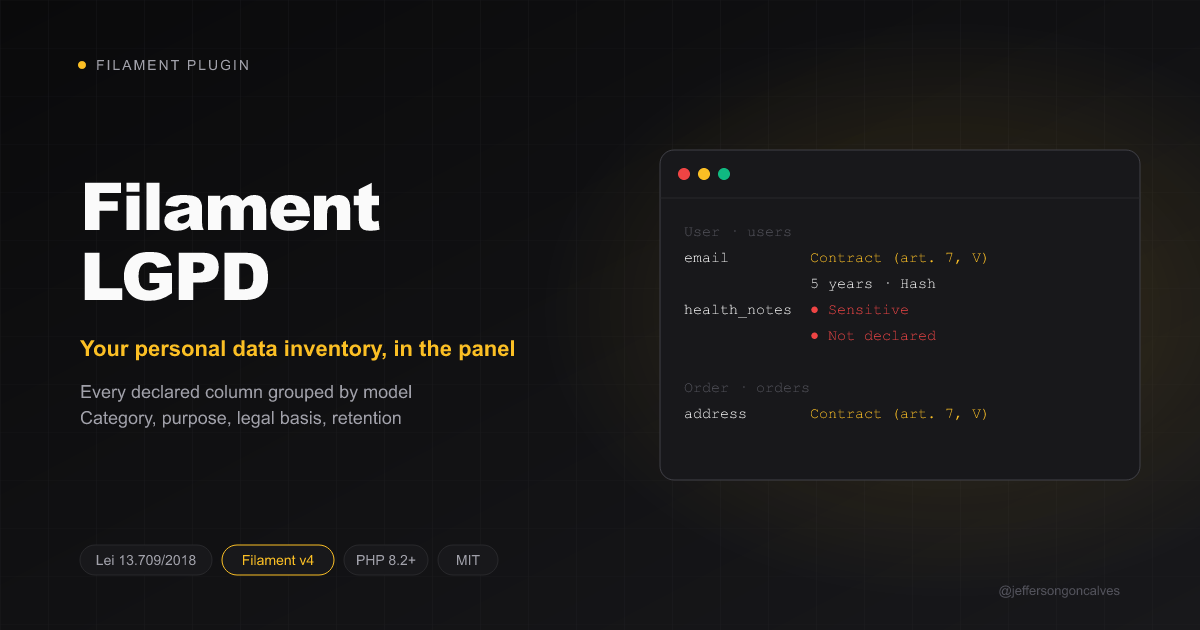 FILAMENT PLUGIN
Filament
LGPD
Your personal data inventory, in the panel
Every declared column grouped by model
Category, purpose, legal basis, retention
Lei 13.709/2018
Filament v4
PHP 8.2+
MIT
User · users
email Contract (art. 7, V)
5 years · Hash
health_notes ● Sensitive
● Not declared
Order · orders
address Contract (art. 7, V)
@jeffersongoncalves